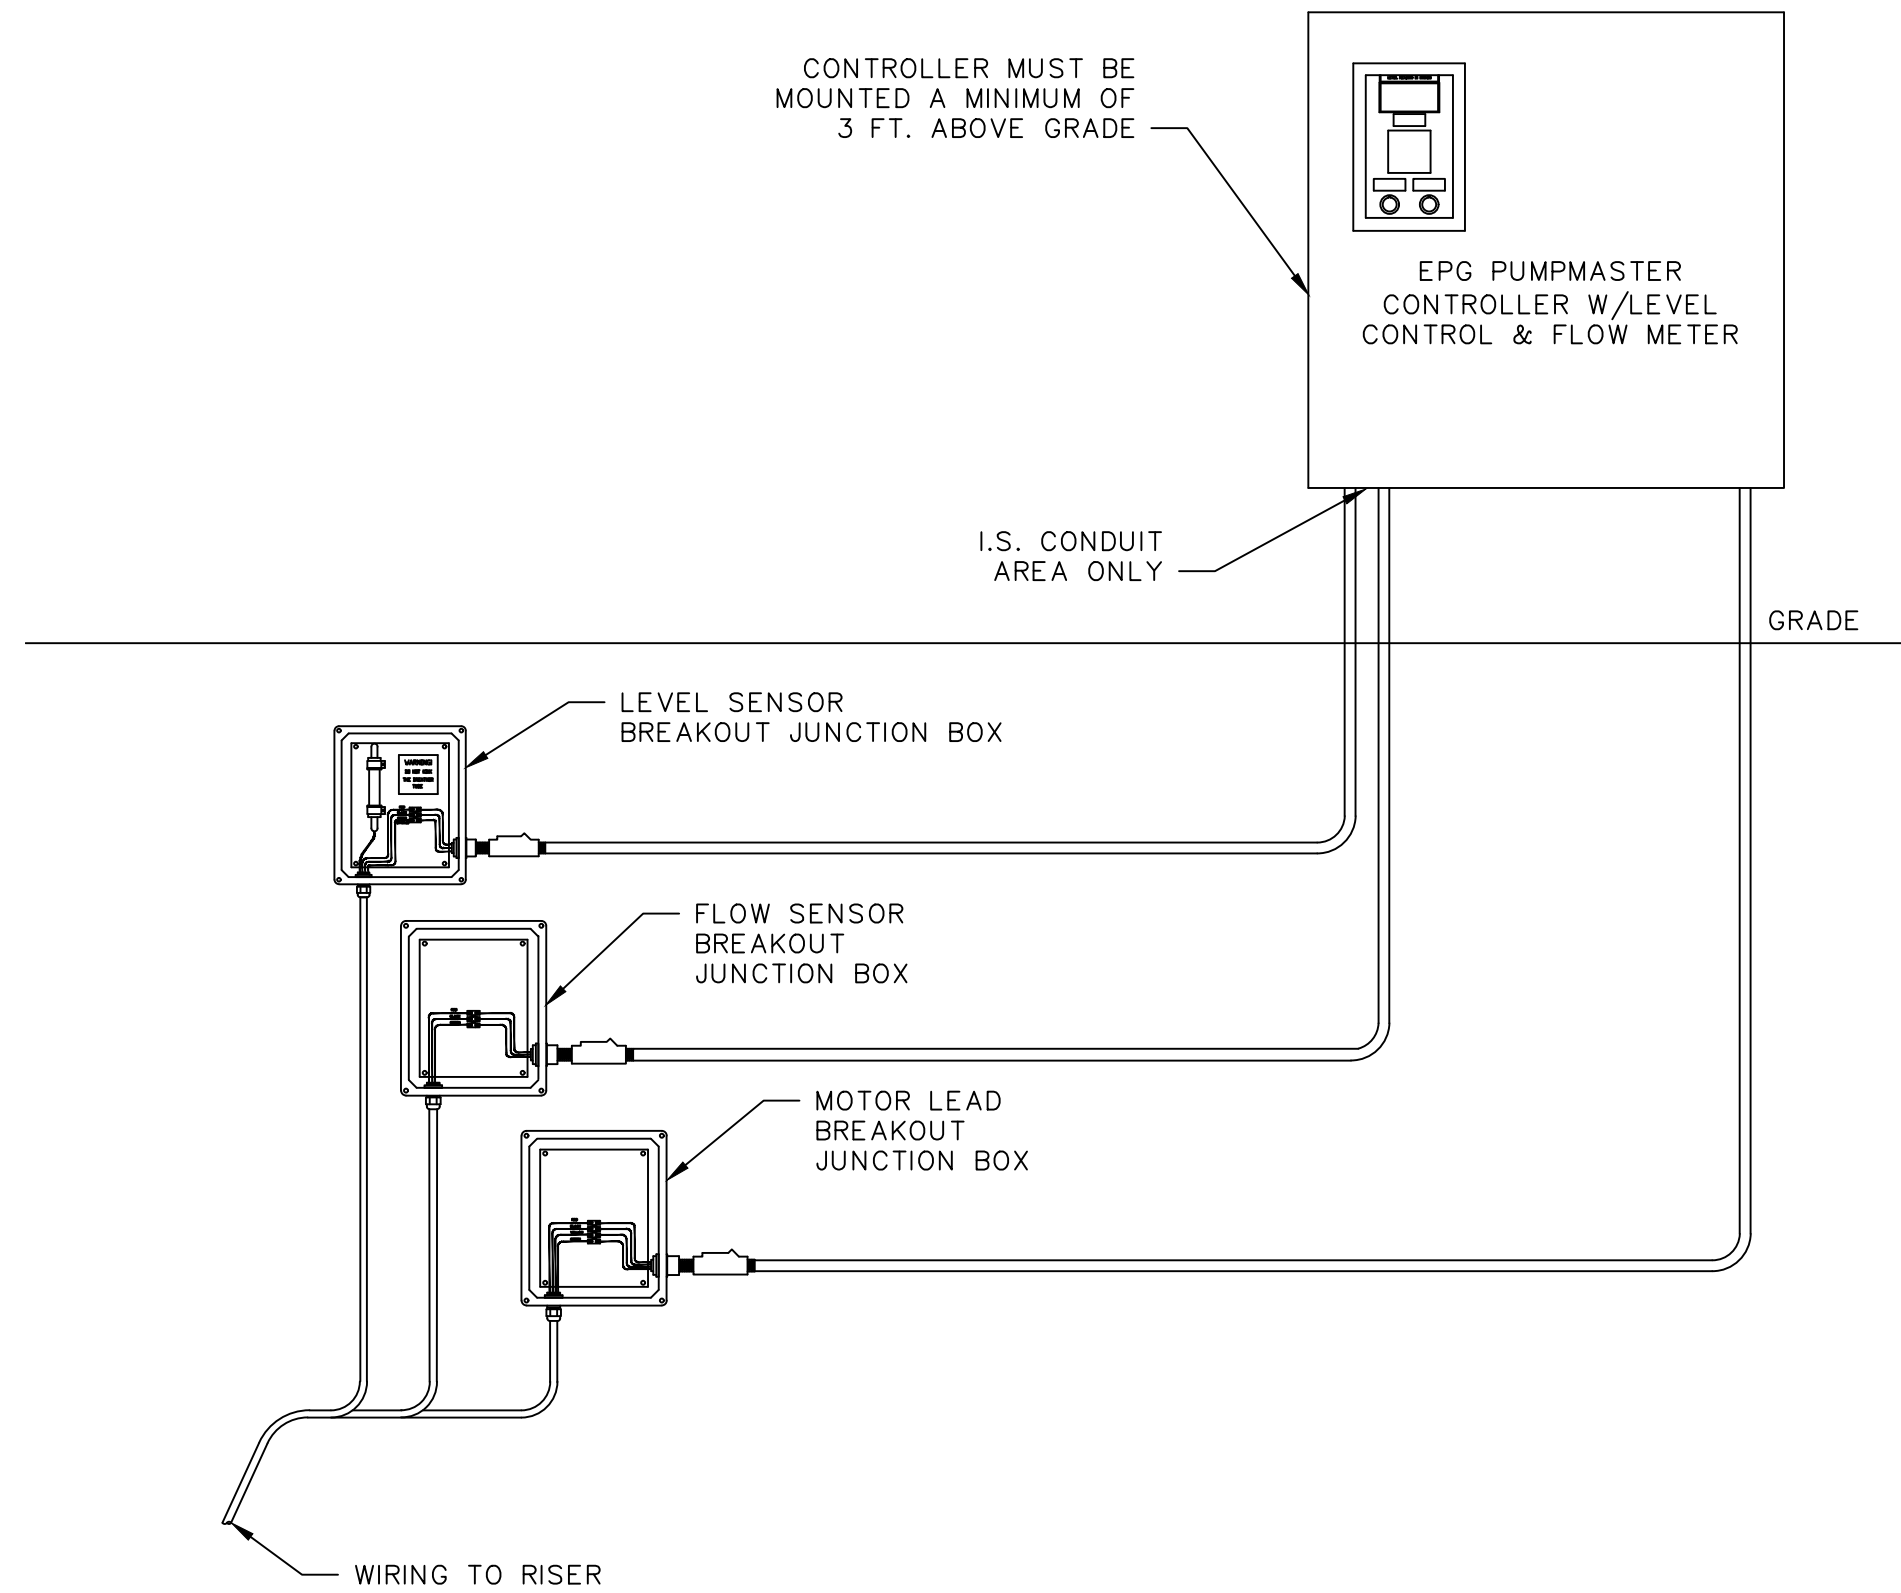 CONTROLLER MUST BE
MOUNTED A MINIMUM OF
3 FT. ABOVE GRADE
EPG PUMPMASTER
CONTROLLER W/LEVEL
CONTROL & FLOW METER
I.S. CONDUIT
AREA ONLY
GRADE
LEVEL SENSOR
BREAKOUT JUNCTION BOX
WARNING!
FLOW SENSOR
BREAKOUT
JUNCTION BOX
MOTOR LEAD
BREAKOUT
JUNCTION BOX
WIRING TO RISER